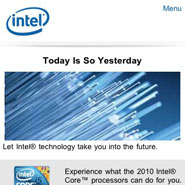 intel
Menu
Today Is So Yesterday
Let Intel® technology take you into the future.
Experience what the 2010 Intel®
Core™ processors can do for you.